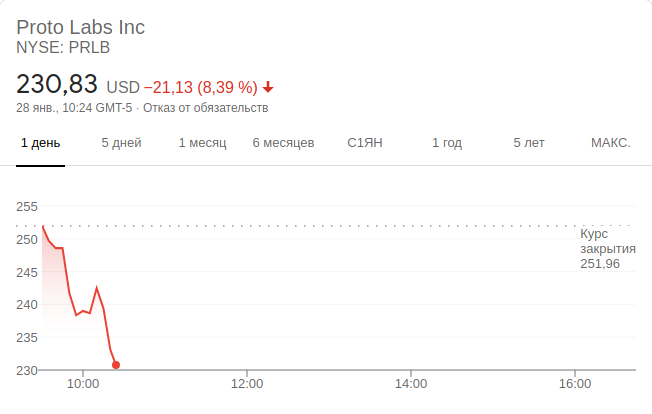 Proto Labs Inc
NYSE: PRLB
230,83 USD −21,13 (8,39 %)
28 янв., 10:24 GMT-5 · Отказ от обязательств
1 день 5 дней 1 месяц 6 месяцев С1ЯН 1 год 5 лет МАКС.
255
250
245
240
235
230
Курс
закрытия
251,96
10:00 12:00 14:00 16:00